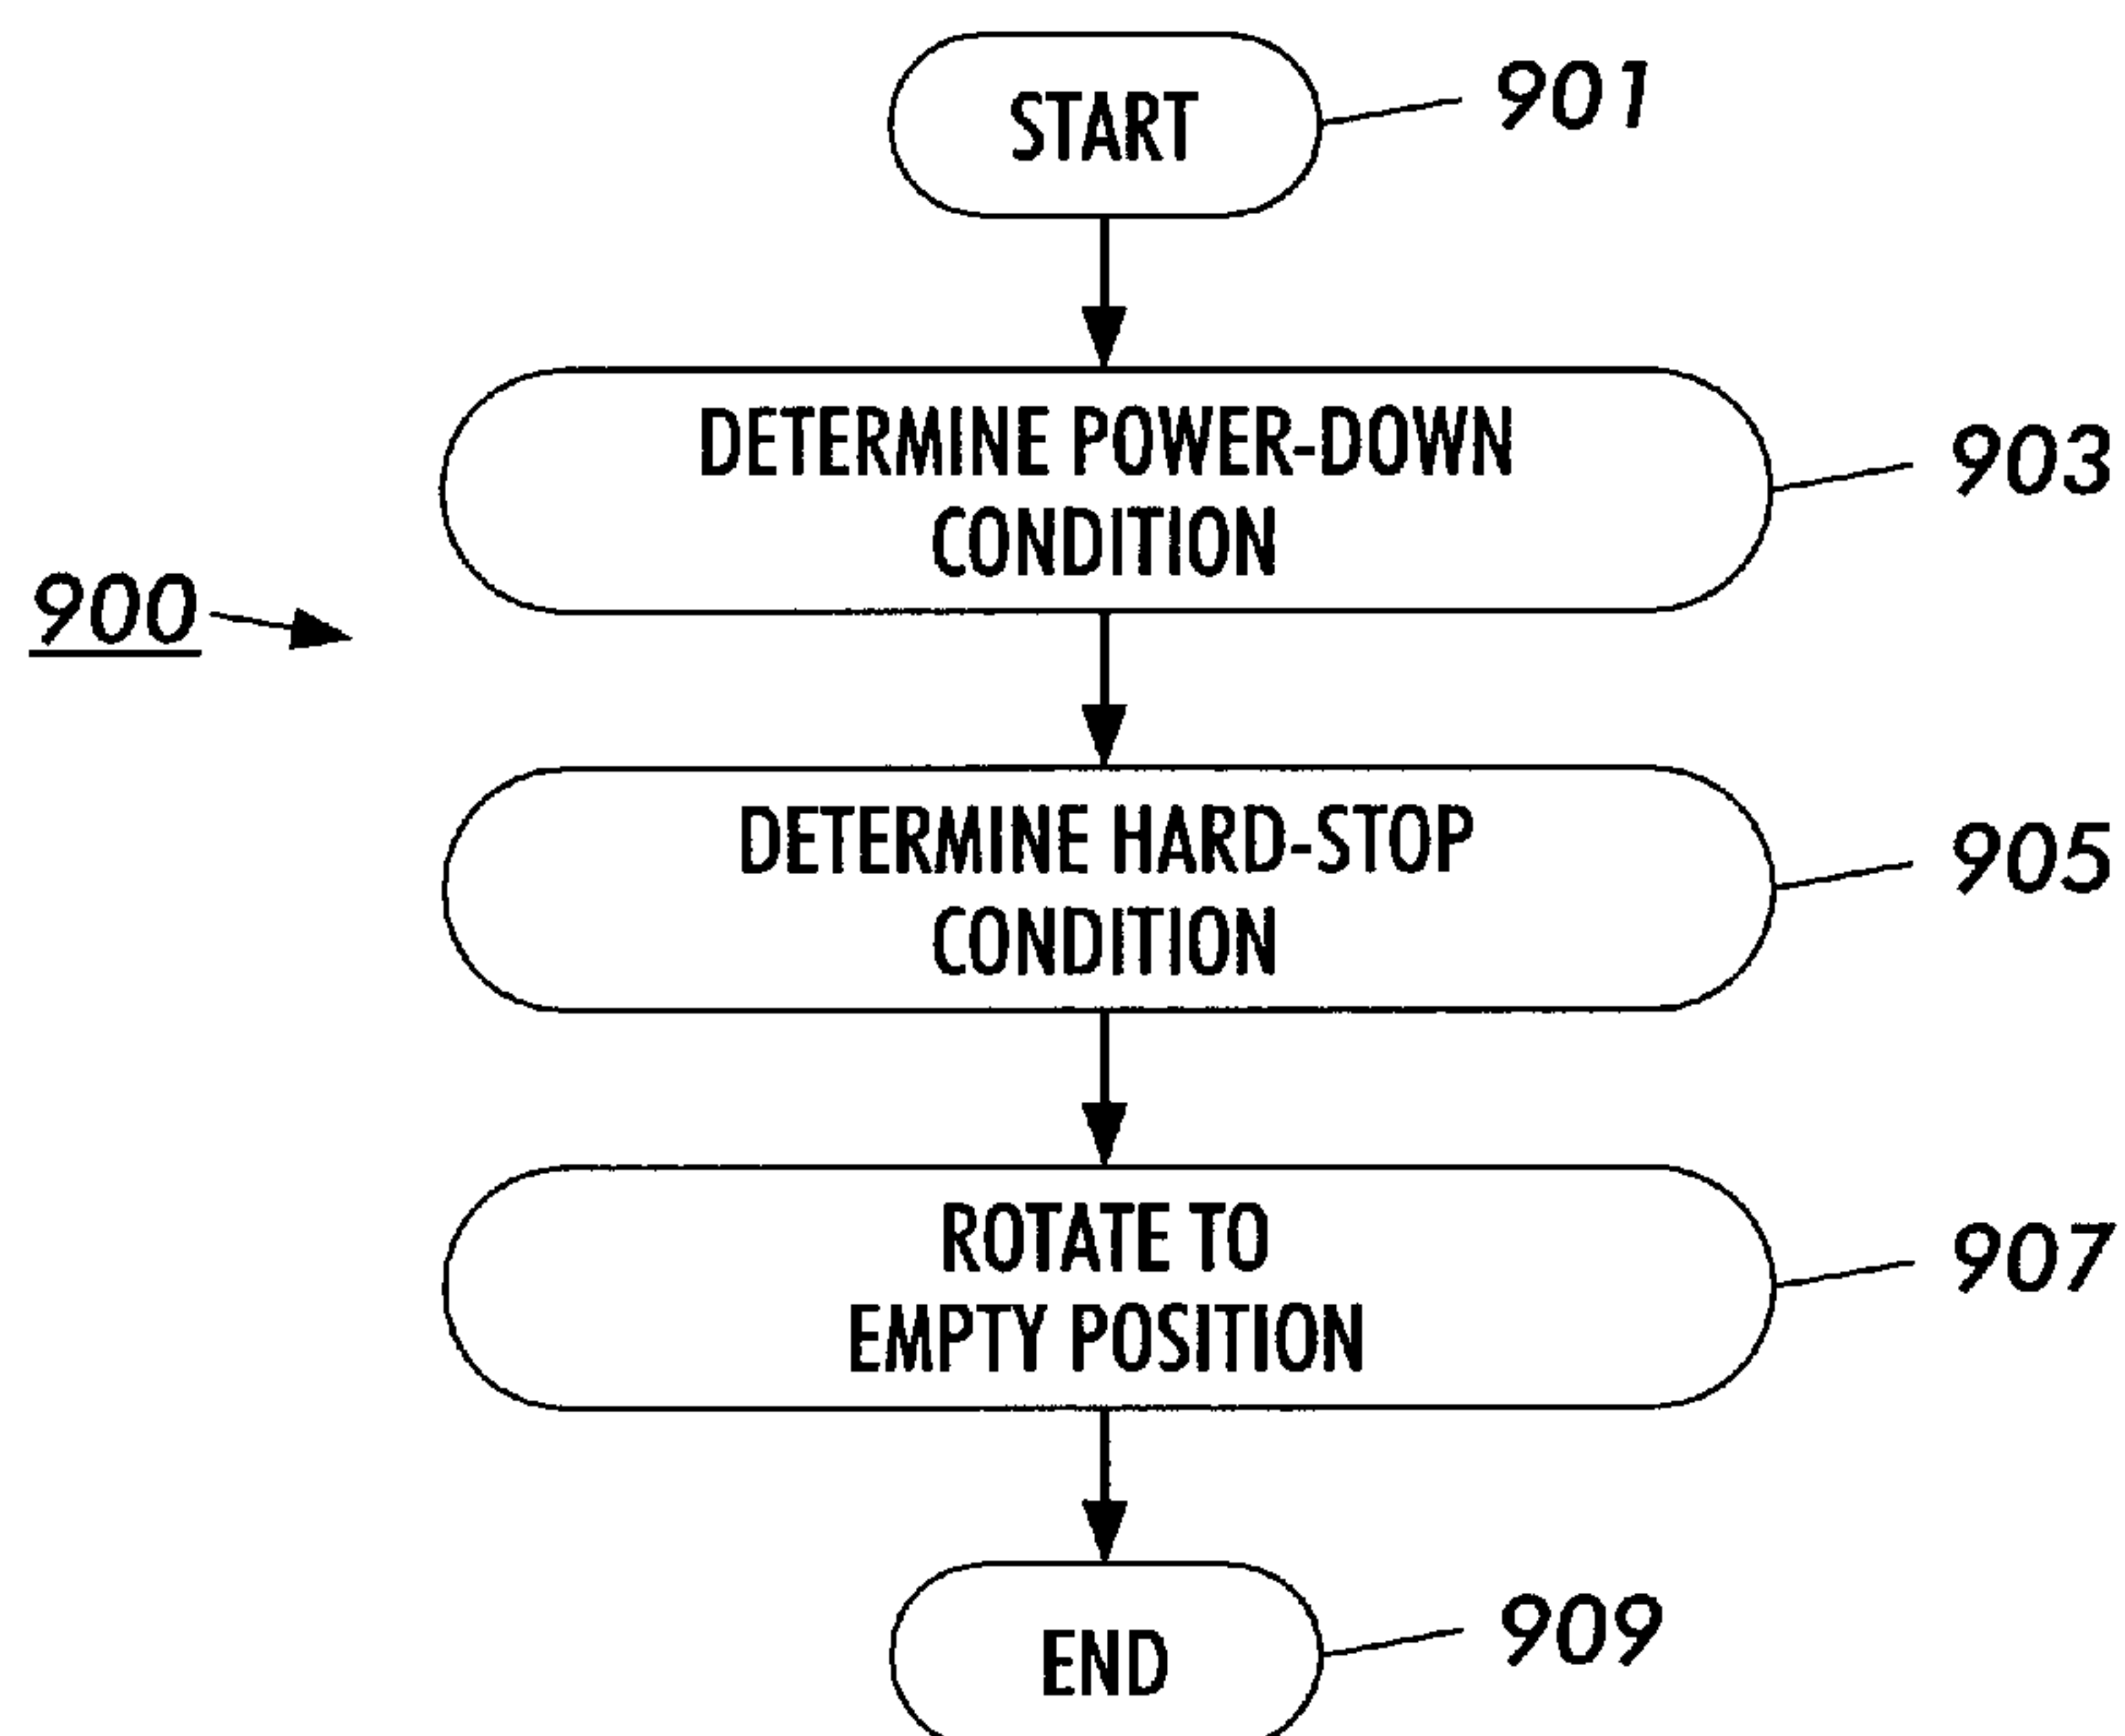 START
901
DETERMINE POWER-DOWN
CONDITION
903
900
DETERMINE HARD-STOP
CONDITION
905
ROTATE TO
EMPTY POSITION
907
END
909